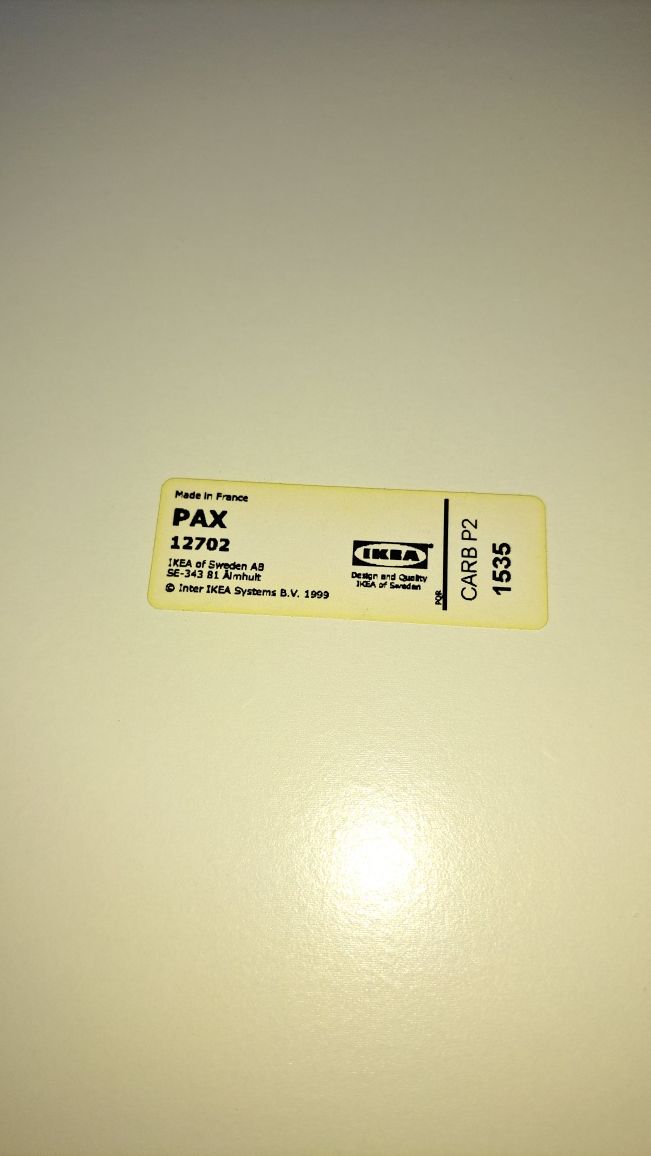 Made in France
PAX
12702
IKEA of Sweden AB
SE-343 81 Älmhult
© Inter IKEA Systems B.V. 1999
IKEA®
Design and Quality
IKEA of Sweden
PQR
CARB P2
1535